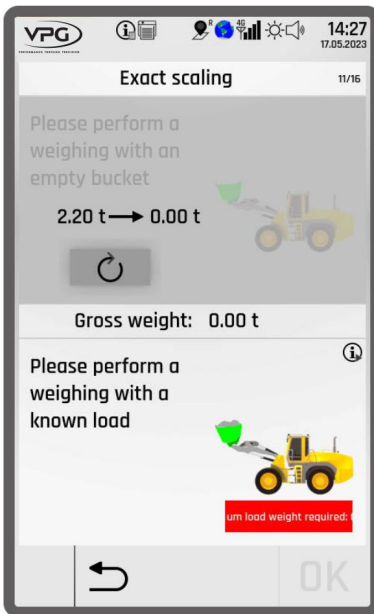 VPG
R
4G
14:27
17.05.2023
Exact scaling
11/16
Please perform a
weighing with an
empty bucket
2.20 t → 0.00 t
Gross weight: 0.00 t
Please perform a
weighing with a
known load
um load weight required:
OK